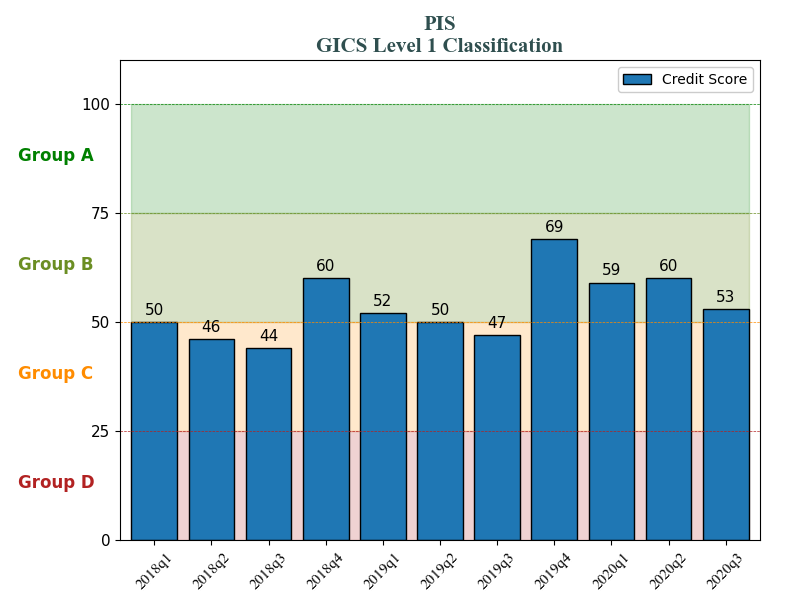 PIS
GICS Level 1 Classification
Credit Score
100
Group A
75
69
Group B
60
59
60
50
52
50
53
50
46
44
47
Group C
25
Group D
0
2018q1 2018q2 2018q3 2018q4 2019q1 2019q2 2019q3 2019q4 2020q1 2020q2 2020q3